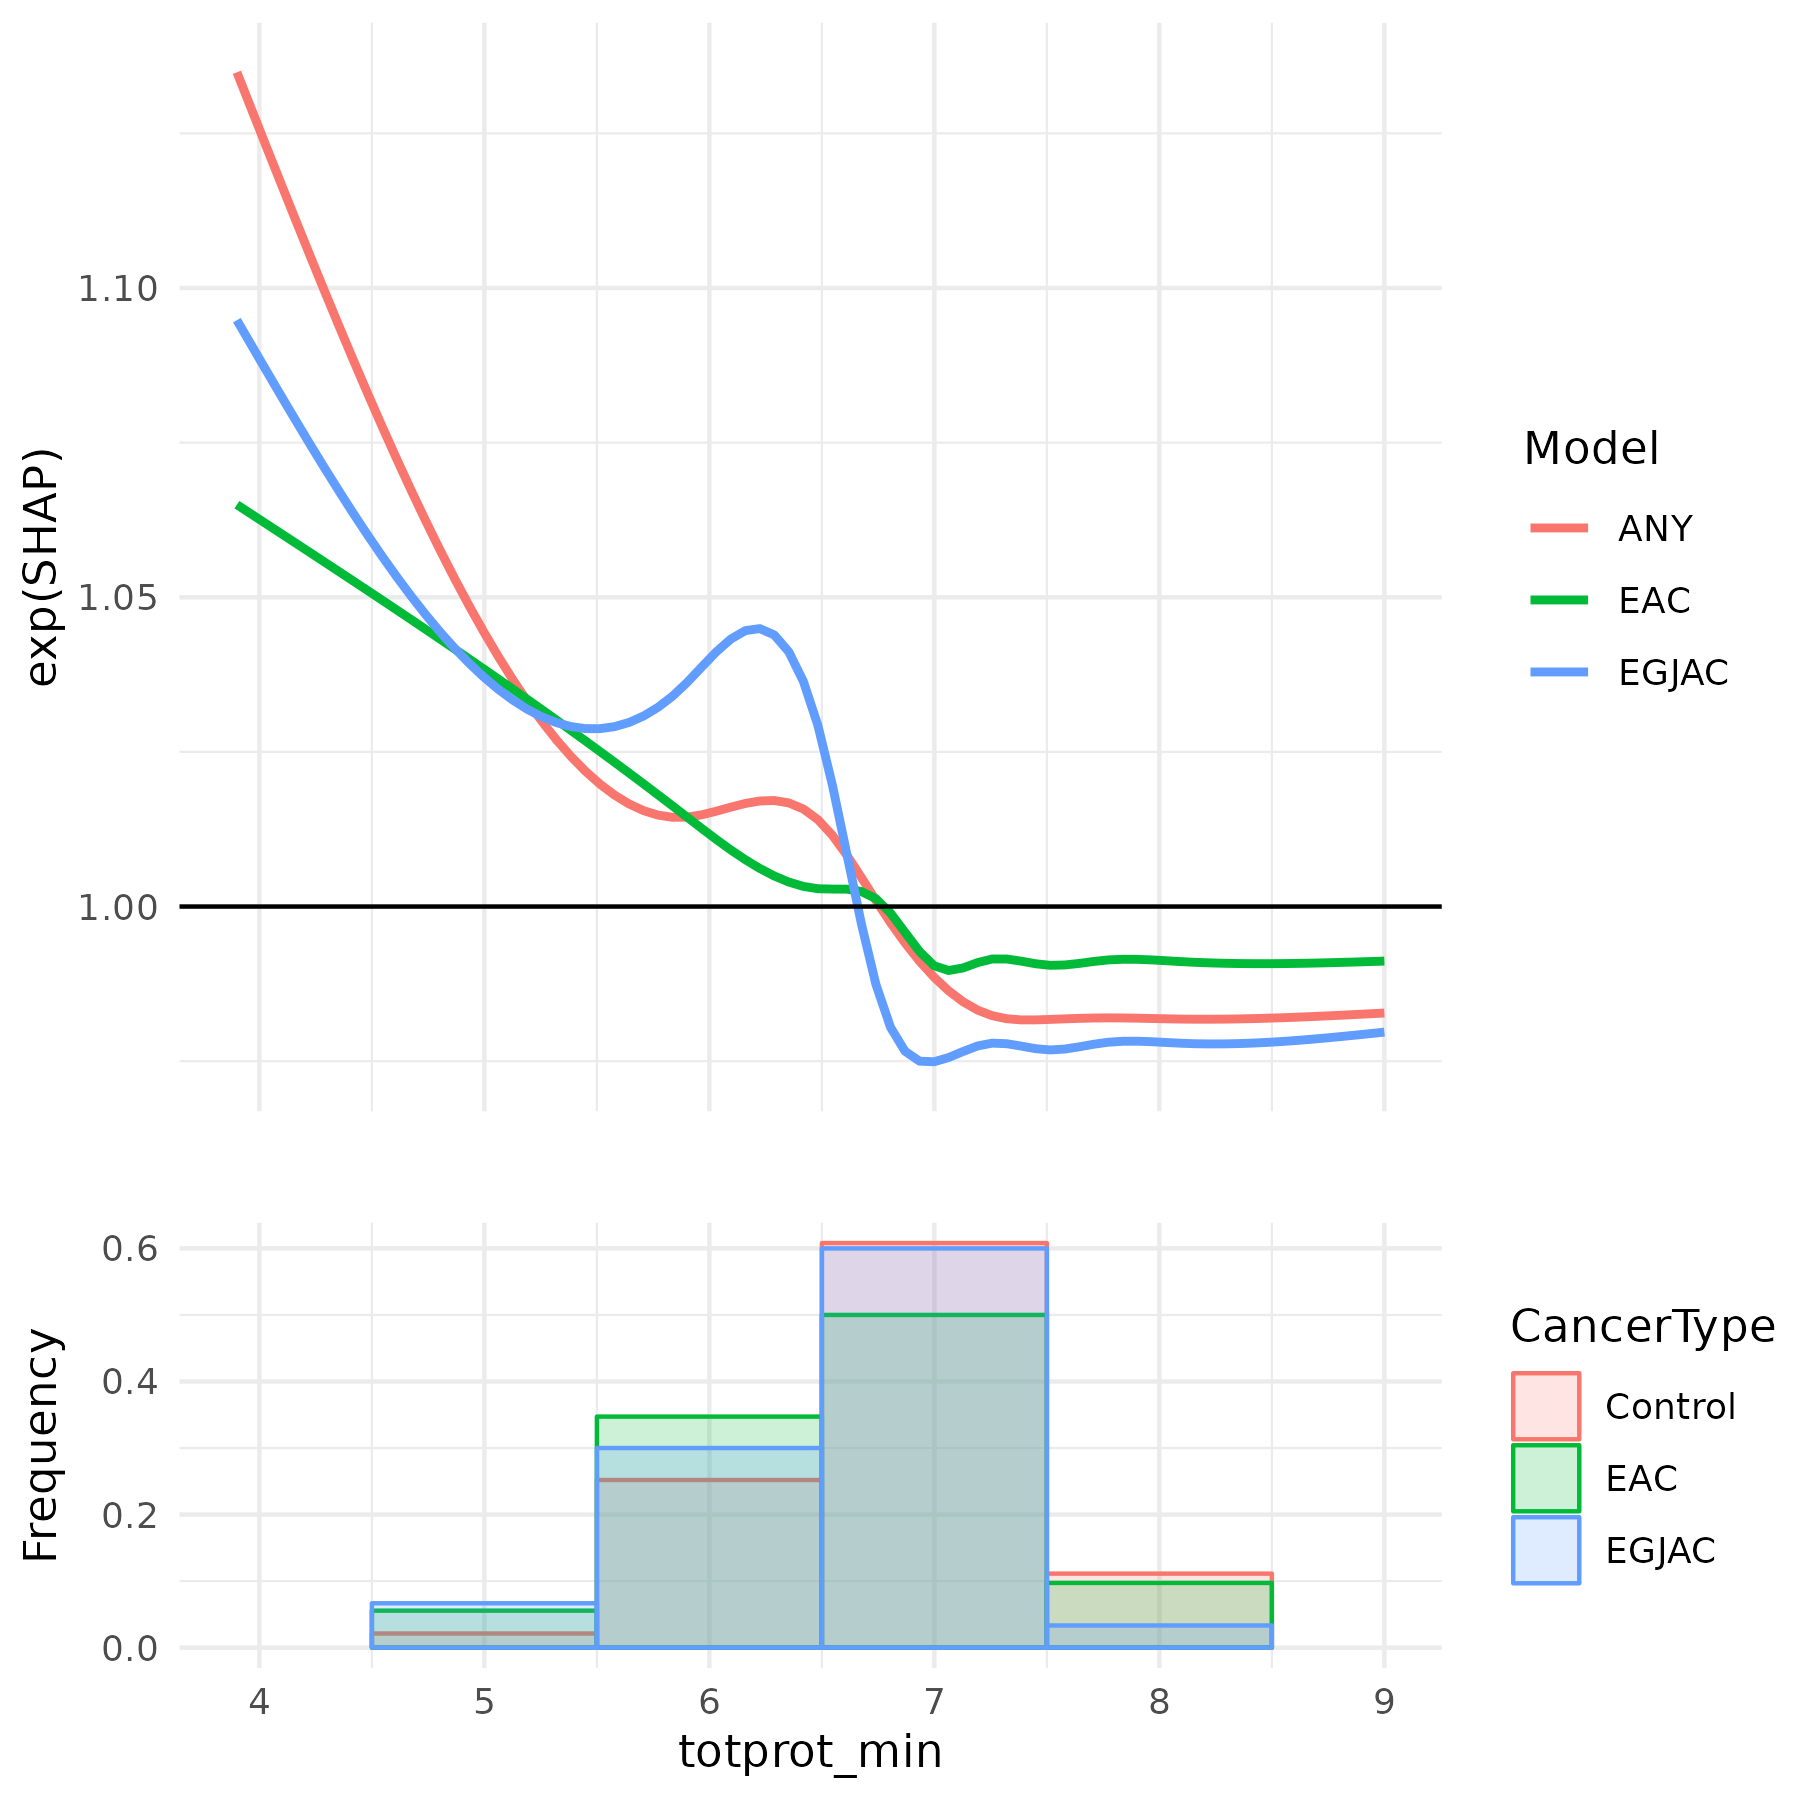 exp(SHAP)
1.10
1.05
1.00
Model
ANY
EAC
EGJAC
Frequency
0.6
0.4
0.2
0.0
4 5 6 7 8 9
totprot_min
CancerType
Control
EAC
EGJAC